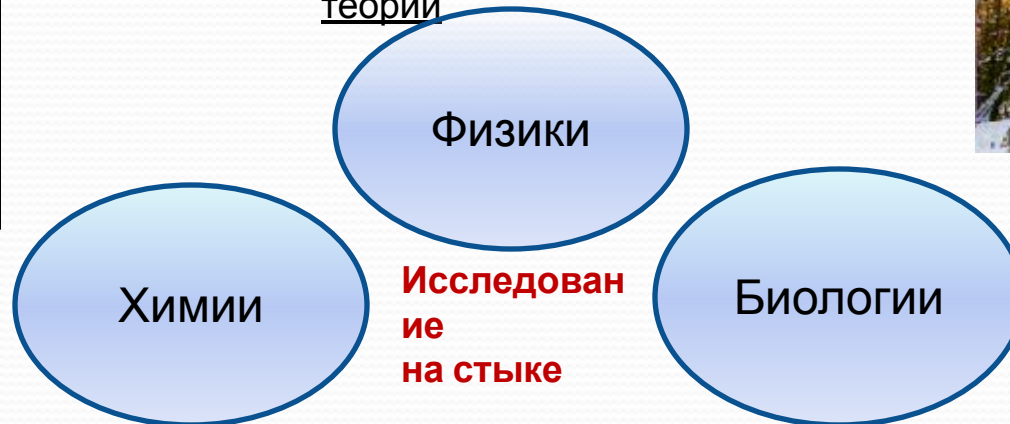 теории
Физики
Химии
Исследован
ие
на стыке
Биологии